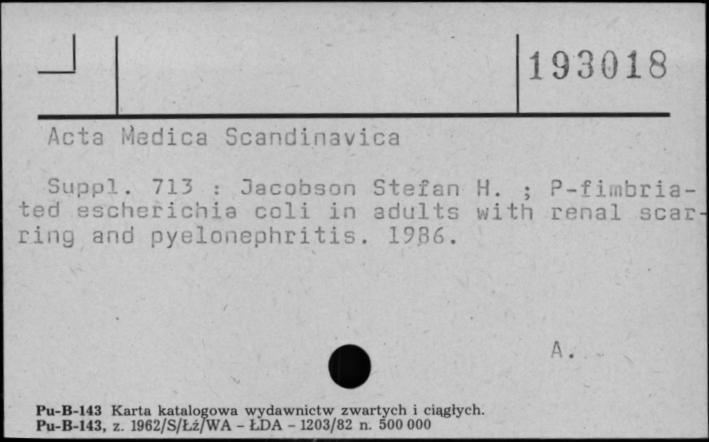 193018
Acta Medica Scandinavica
Suppl. 713 : Jacobson Stefan H. ; P-fimbria-
ted escherichia coli in adults with renal scar-
ring and pyelonephritis. 1986.
A.
Pu-B-143 Karta katalogowa wydawnictw zwartych i ciągłych.
Pu-B-143, z. 1962/S/Łż/WA - ŁDA - 1203/82 n. 500 000